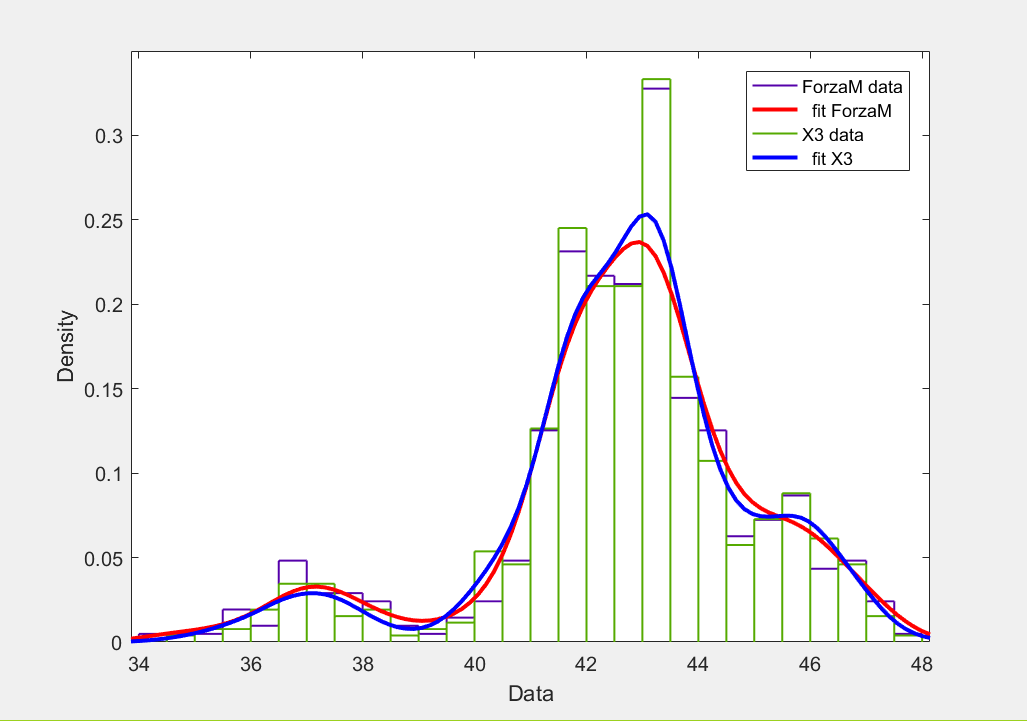 ForzaM data
fit ForzaM
X3 data
fit X3
0.3
0.25
0.2
0.15
0.1
0.05
0
Density
34 36 38 40 42 44 46 48
Data